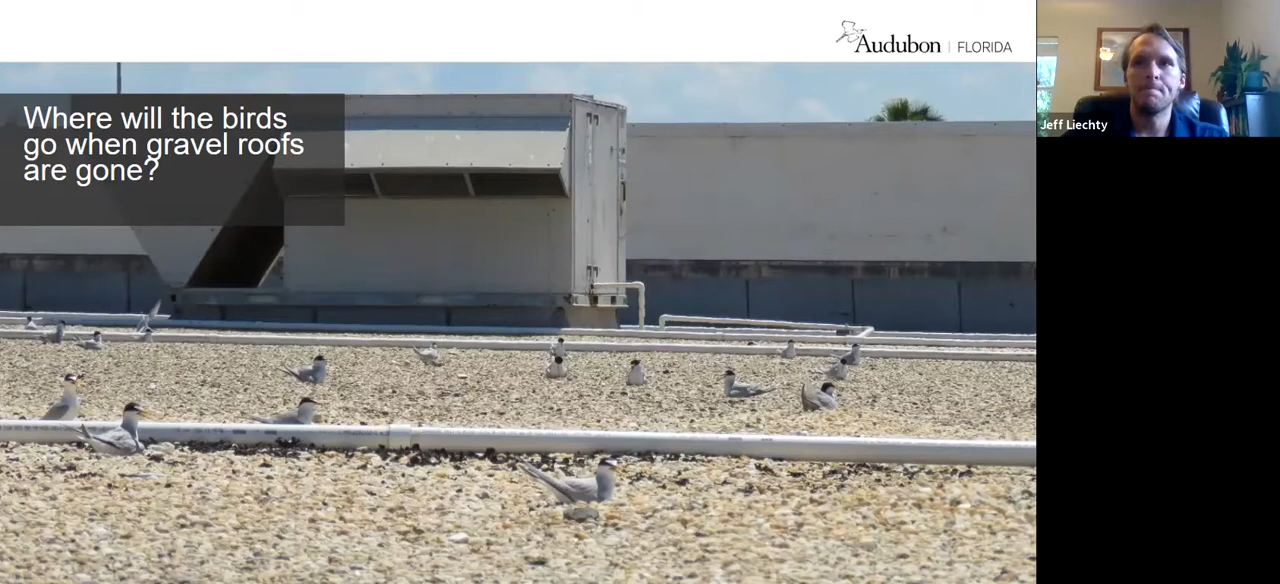 Audubon | FLORIDA
Where will the birds
go when gravel roofs
are gone?
Jeff Liechty